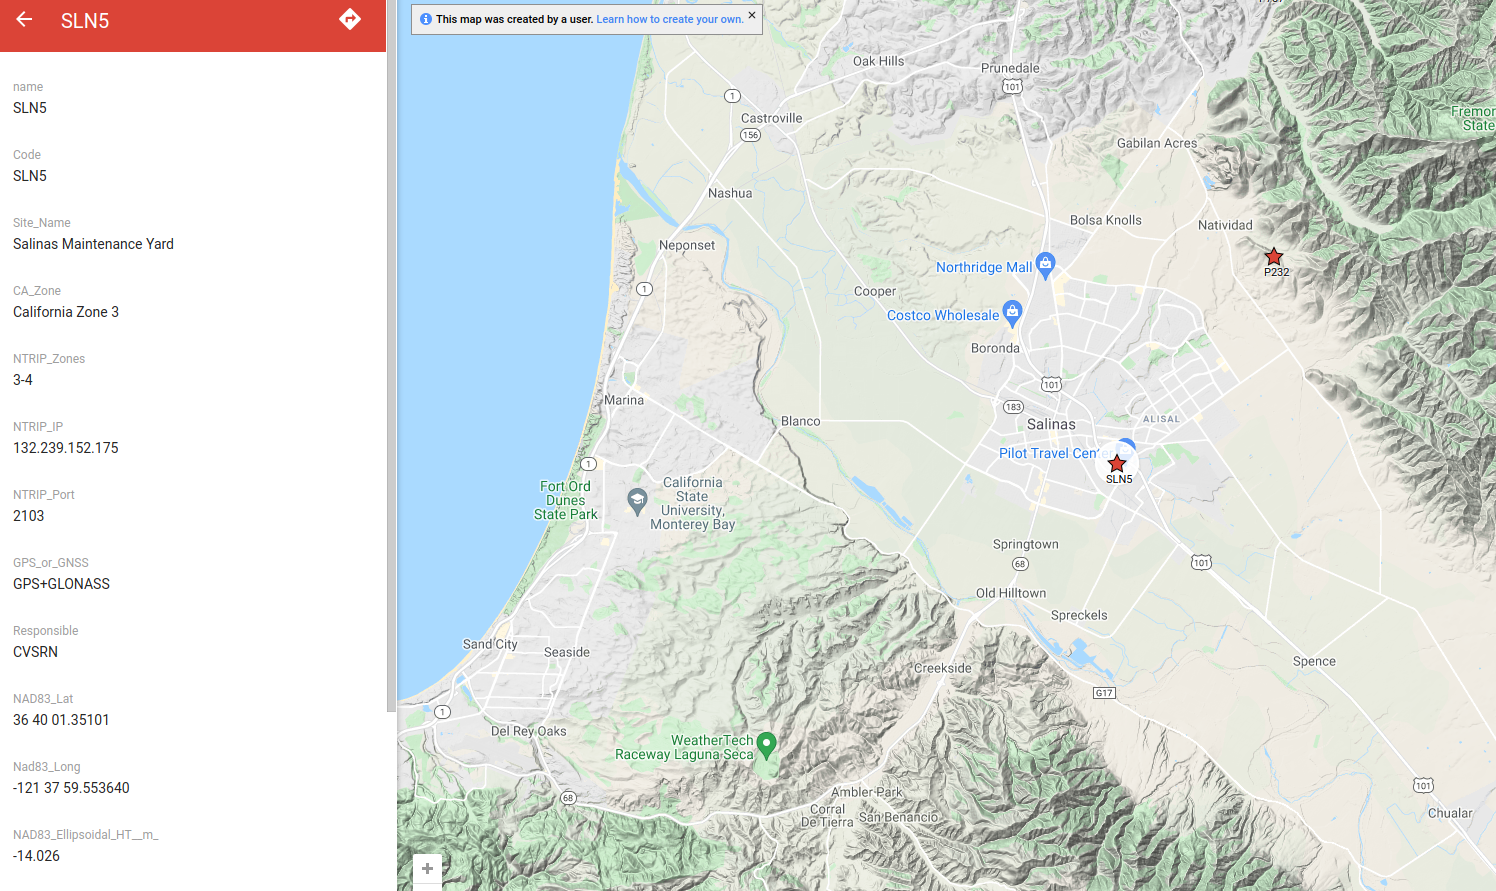 SLN5
name
SLN5
Code
SLN5
Site_Name
Salinas Maintenance Yard
CA_Zone
California Zone 3
NTRIP_Zones
3-4
NTRIP_IP
132.239.152.175
NTRIP_Port
2103
GPS_or_GNSS
GPS+GLONASS
Responsible
CVSRN
NAD83_Lat
36 40 01.35101
Nad83_Long
-121 37 59.553640
NAD83_Ellipsoidal_HT__m_
-14.026
This map was created by a user. Learn how to create your own.
Oak Hills
Prunedale
101
1
Castroville
156
Fremon
State
Gabilan Acres
Nashua
Bolsa Knolls
Natividad
Neponset
P232
Northridge Mall
1
Cooper
Costco Wholesale
Boronda
101
Marina
183
Blanco
Salinas
ALISAL
Pilot Travel Cente
SLN5
1
Fort Ord
Dunes
State Park
California
State
University,
Monterey Bay
Springtown
68
101
Old Hilltown
Spreckels
Sand City
Seaside
Creekside
Spence
G17
1
Del Rey Oaks
WeatherTech
Raceway Laguna Seca
68
Ambler Park
Corral
De Tierra
San Benancio
101
Chualar
+